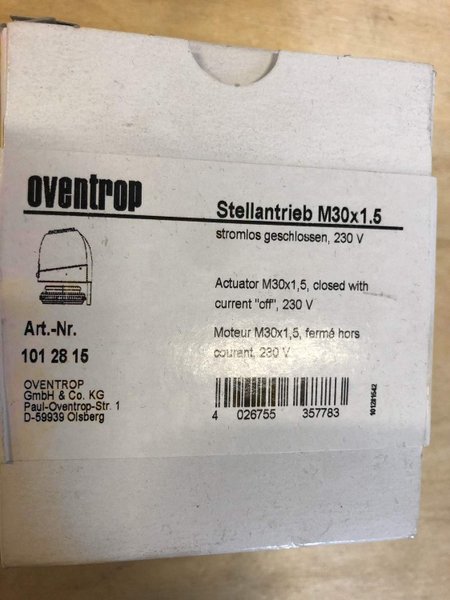 oventrop
Stellantrieb M30x1.5
stromlos geschlossen, 230 V
Actuator M30x1,5, closed with
current "off", 230 V
Art.-Nr.
101 28 15
Moteur M30x1,5, fermé hors
courant, 230 V
OVENTROP
GmbH & Co. KG
Paul-Oventrop-Str. 1
D-59939 Olsberg
4 026755 357783
101281542